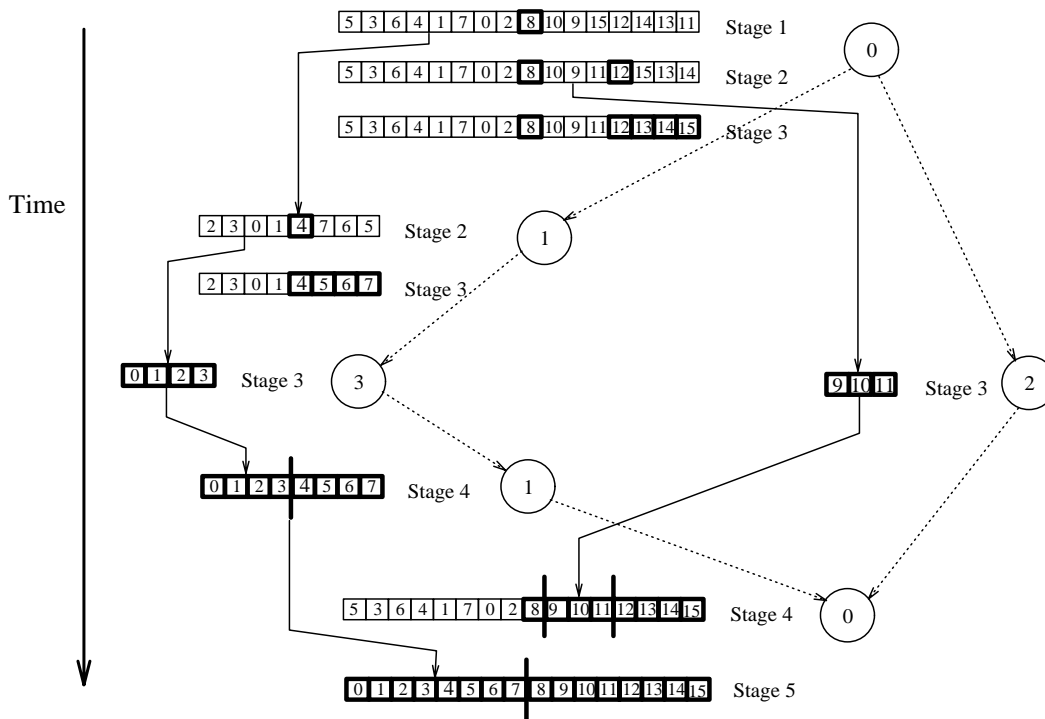 5 3 6 4 1 7 0 2 8 10 9 15 12 14 13 11 Stage 1
0
5 3 6 4 1 7 0 2 8 10 9 11 12 15 13 14 Stage 2
5 3 6 4 1 7 0 2 8 10 9 11 12 13 14 15 Stage 3
Time
2 3 0 1 4 7 6 5 Stage 2
1
2 3 0 1 4 5 6 7 Stage 3
0 1 2 3 Stage 3
3
9 10 11 Stage 3
2
0 1 2 3 4 5 6 7 Stage 4
1
5 3 6 4 1 7 0 2 8 9 10 11 12 13 14 15 Stage 4
0
0 1 2 3 4 5 6 7 8 9 10 11 12 13 14 15 Stage 5